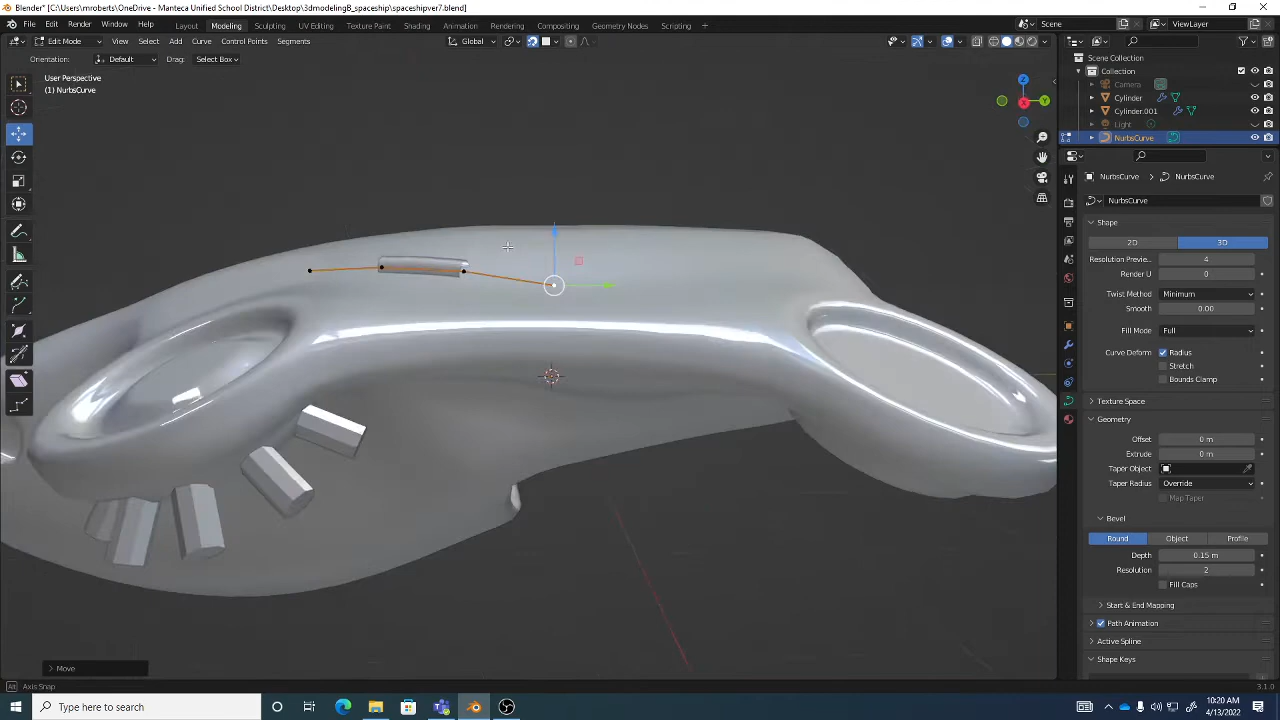 Blender* [C:\Users\mroberts\OneDrive - Manteca Unified School District\Desktop\3dmodeling8_spaceship\spaceshipver7.blend]
File Edit Render Window Help Layout Modeling Sculpting UV Editing Texture Paint Shading Animation Rendering Compositing Geometry Nodes Scripting + Scene ViewLayer
Edit Mode View Select Add Curve Control Points Segments Global
Orientation: Default Drag: Select Box
User Perspective
(1) NurbsCurve
Z
Y
X
Scene Collection
Collection
Camera
Cylinder
Cylinder.001
Light
NurbsCurve
NurbsCurve > NurbsCurve
NurbsCurve
Shape
2D 3D
Resolution Previe.. 4
Render U 0
Twist Method Minimum
Smooth 0.00
Fill Mode Full
Curve Deform Radius
Stretch
Bounds Clamp
Texture Space
Geometry
Offset 0 m
Extrude 0 m
Taper Object
Taper Radius Override
Map Taper
Bevel
Round Object Profile
Depth 0.15 m
Resolution 2
Fill Caps
Start & End Mapping
Path Animation
Active Spline
Shape Keys
Move
Axis Snap 3.1.0
Type here to search
10:20 AM
4/13/2022